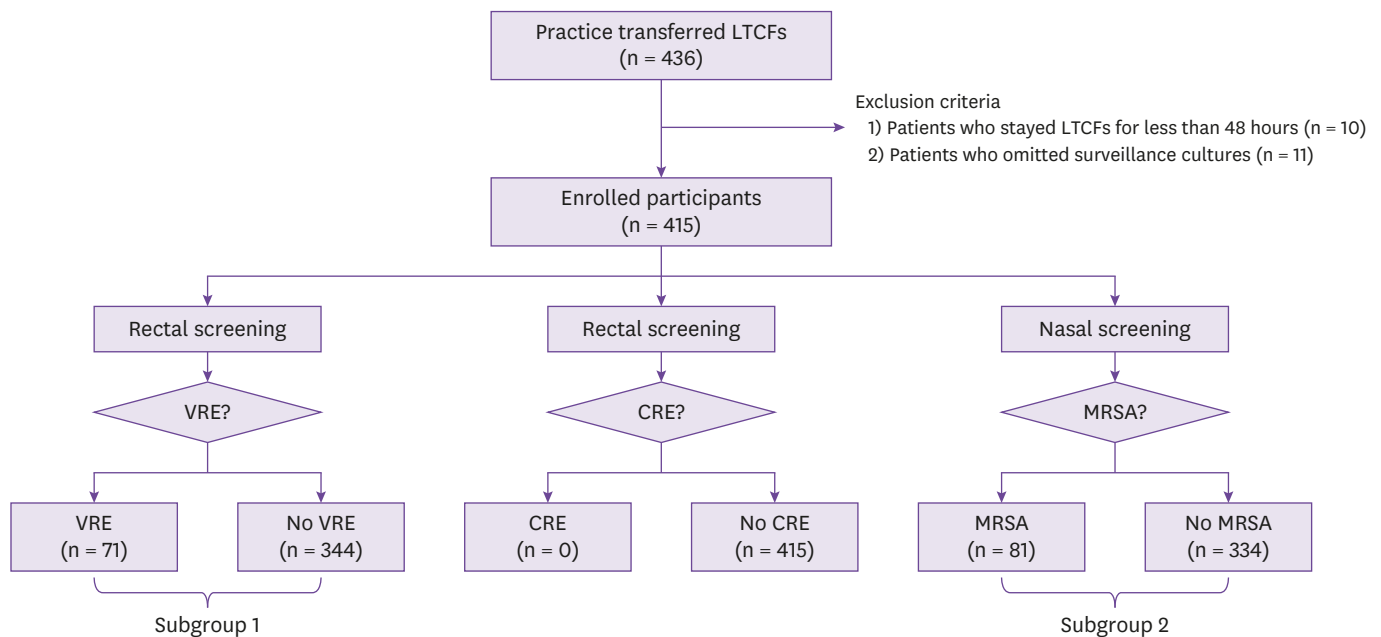 Practice transferred LTCFs
(n = 436)
Exclusion criteria
1) Patients who stayed LTCFs for less than 48 hours (n = 10)
2) Patients who omitted surveillance cultures (n = 11)
Enrolled participants
(n = 415)
Rectal screening
Rectal screening
Nasal screening
VRE?
CRE?
MRSA?
VRE
(n = 71)
No VRE
(n = 344)
CRE
(n = 0)
No CRE
(n = 415)
MRSA
(n = 81)
No MRSA
(n = 334)
Subgroup 1
Subgroup 2